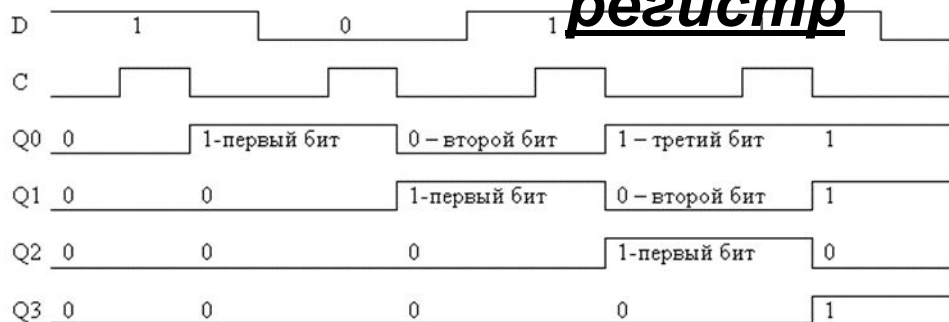 регистр
D 1 0 1
C
Q0 0 1-первый бит 0 – второй бит 1 – третий бит 1
Q1 0 0 1-первый бит 0 – второй бит 1
Q2 0 0 0 1-первый бит 0
Q3 0 0 0 0 1